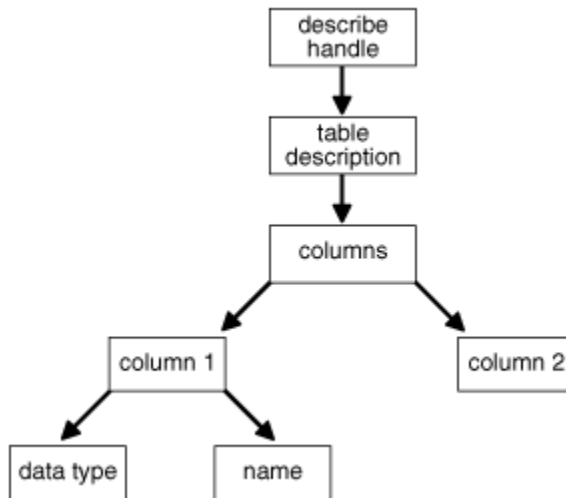 describe
handle
table
description
columns
column 1
column 2
data type
name